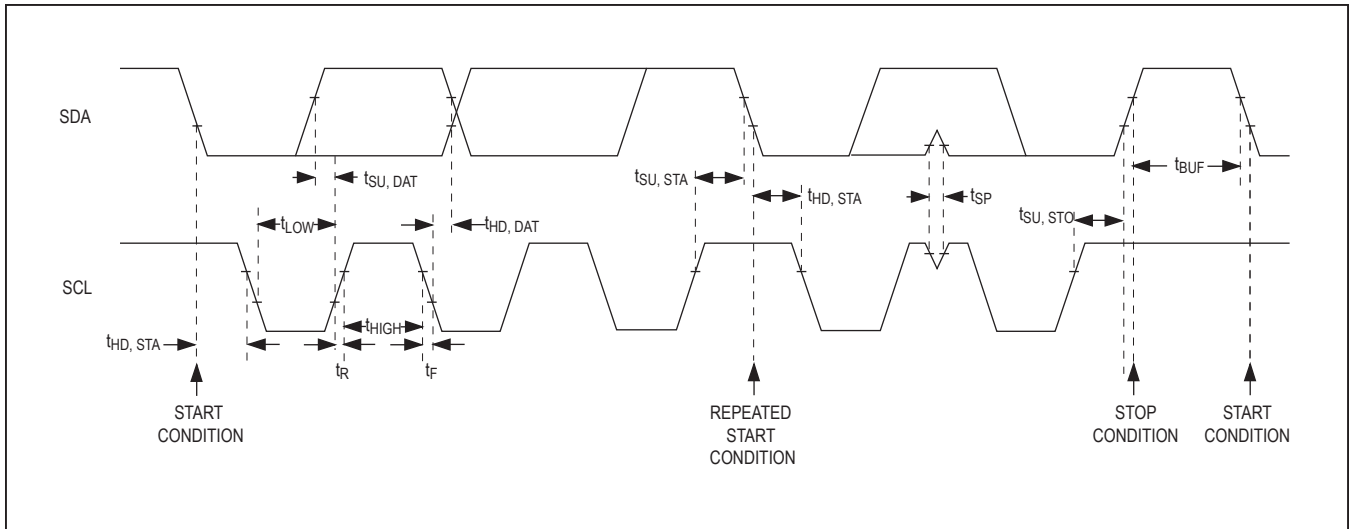 SDA
tSU, DAT
tSU, STA
tBUF
tHD, STA
tSP
tLOW
tHD, DAT
tSU, STO
SCL
tHIGH
tHD, STA
tR
tF
START
CONDITION
REPEATED
START
CONDITION
STOP
CONDITION
START
CONDITION